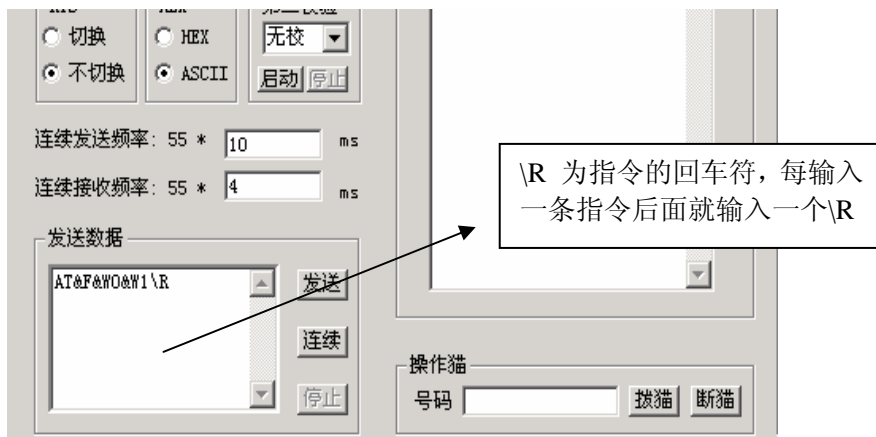 切换
HEX
无校
不切换
ASCII
启动
停止
连续发送频率: 55 * 10 ms
连续接收频率: 55 * 4 ms
\R 为指令的回车符，每输入
一条指令后面就输入一个\R
发送数据
AT&F&W0&W1\R
发送
连续
停止
操作猫
号码
拨猫
断猫